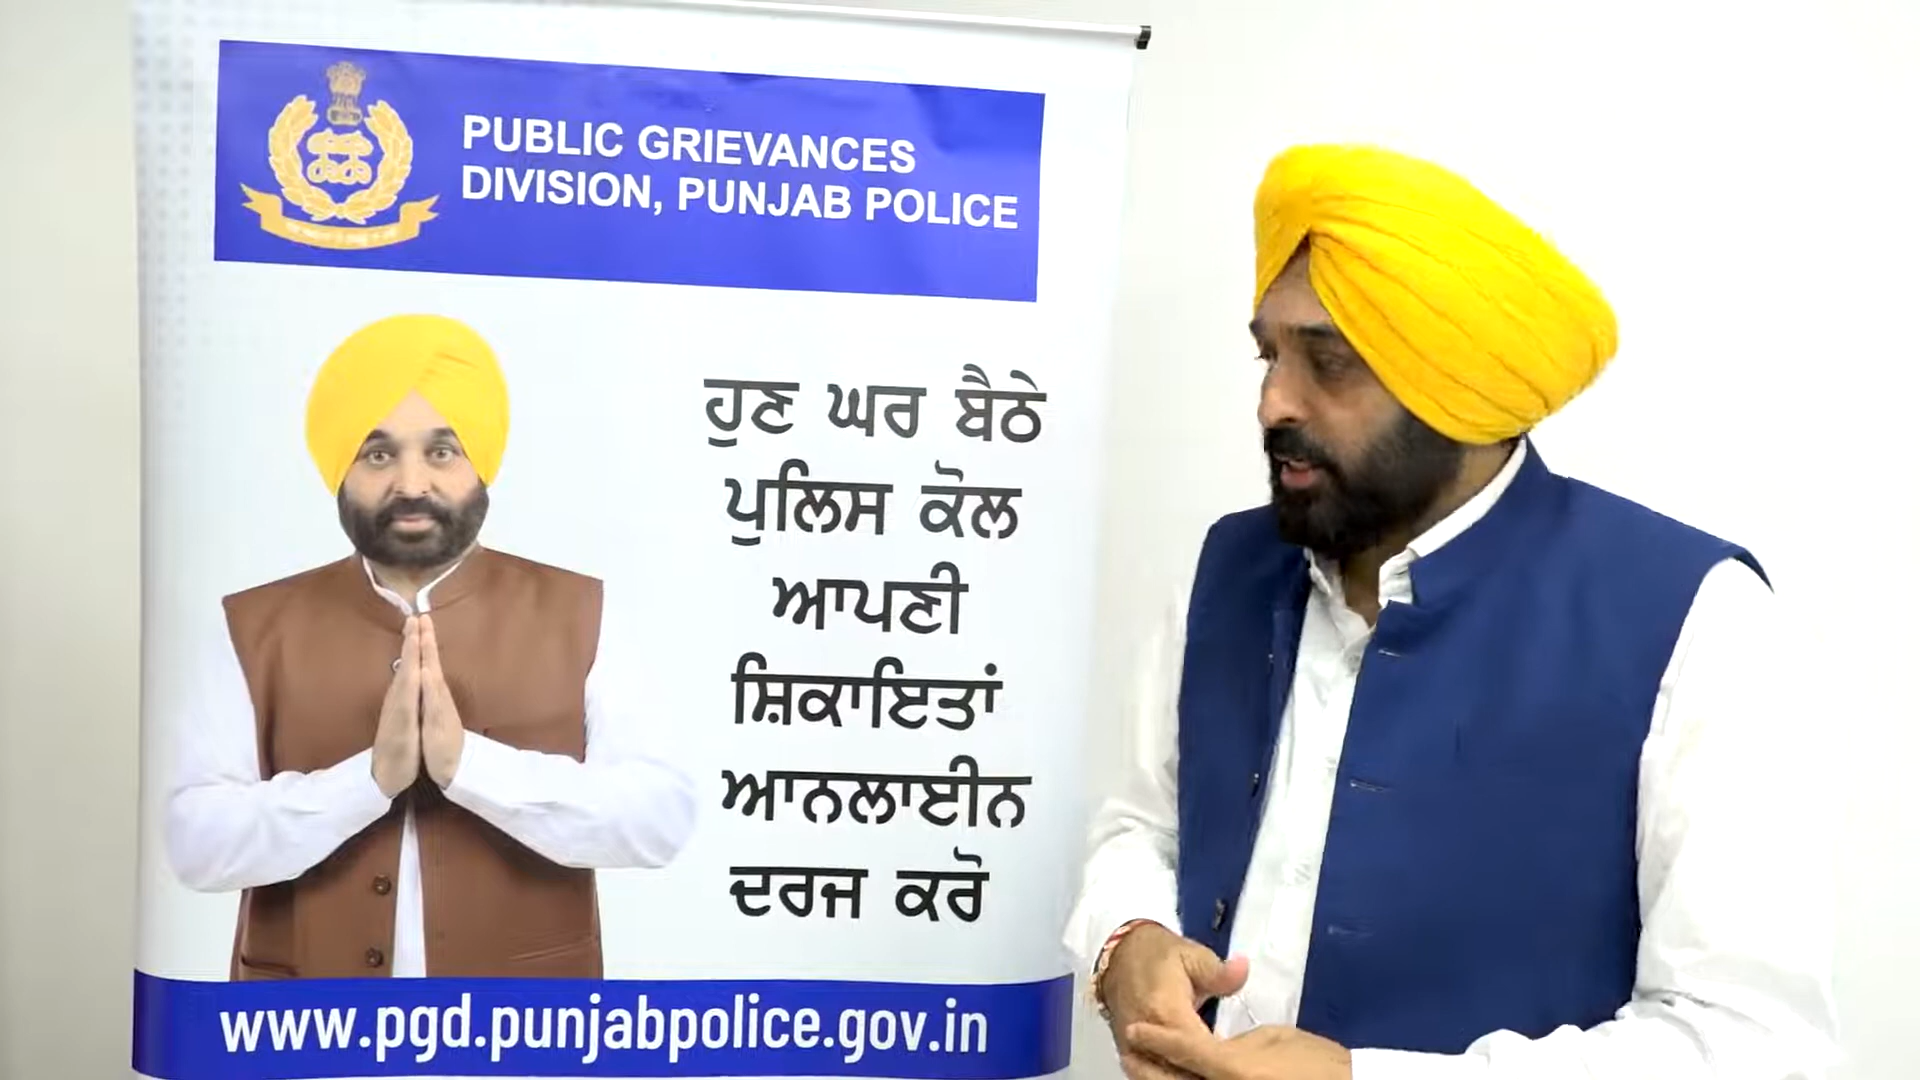 PUBLIC GRIEVANCES
DIVISION, PUNJAB POLICE
ਹੁਣ ਘਰ ਬੈਠੇ
ਪੁਲਿਸ ਕੋਲ
ਆਪਣੀ
ਸ਼ਿਕਾਇਤਾਂ
ਆਨਲਾਈਨ
ਦਰਜ ਕਰੋ
www.pgd.punjabpolice.gov.in